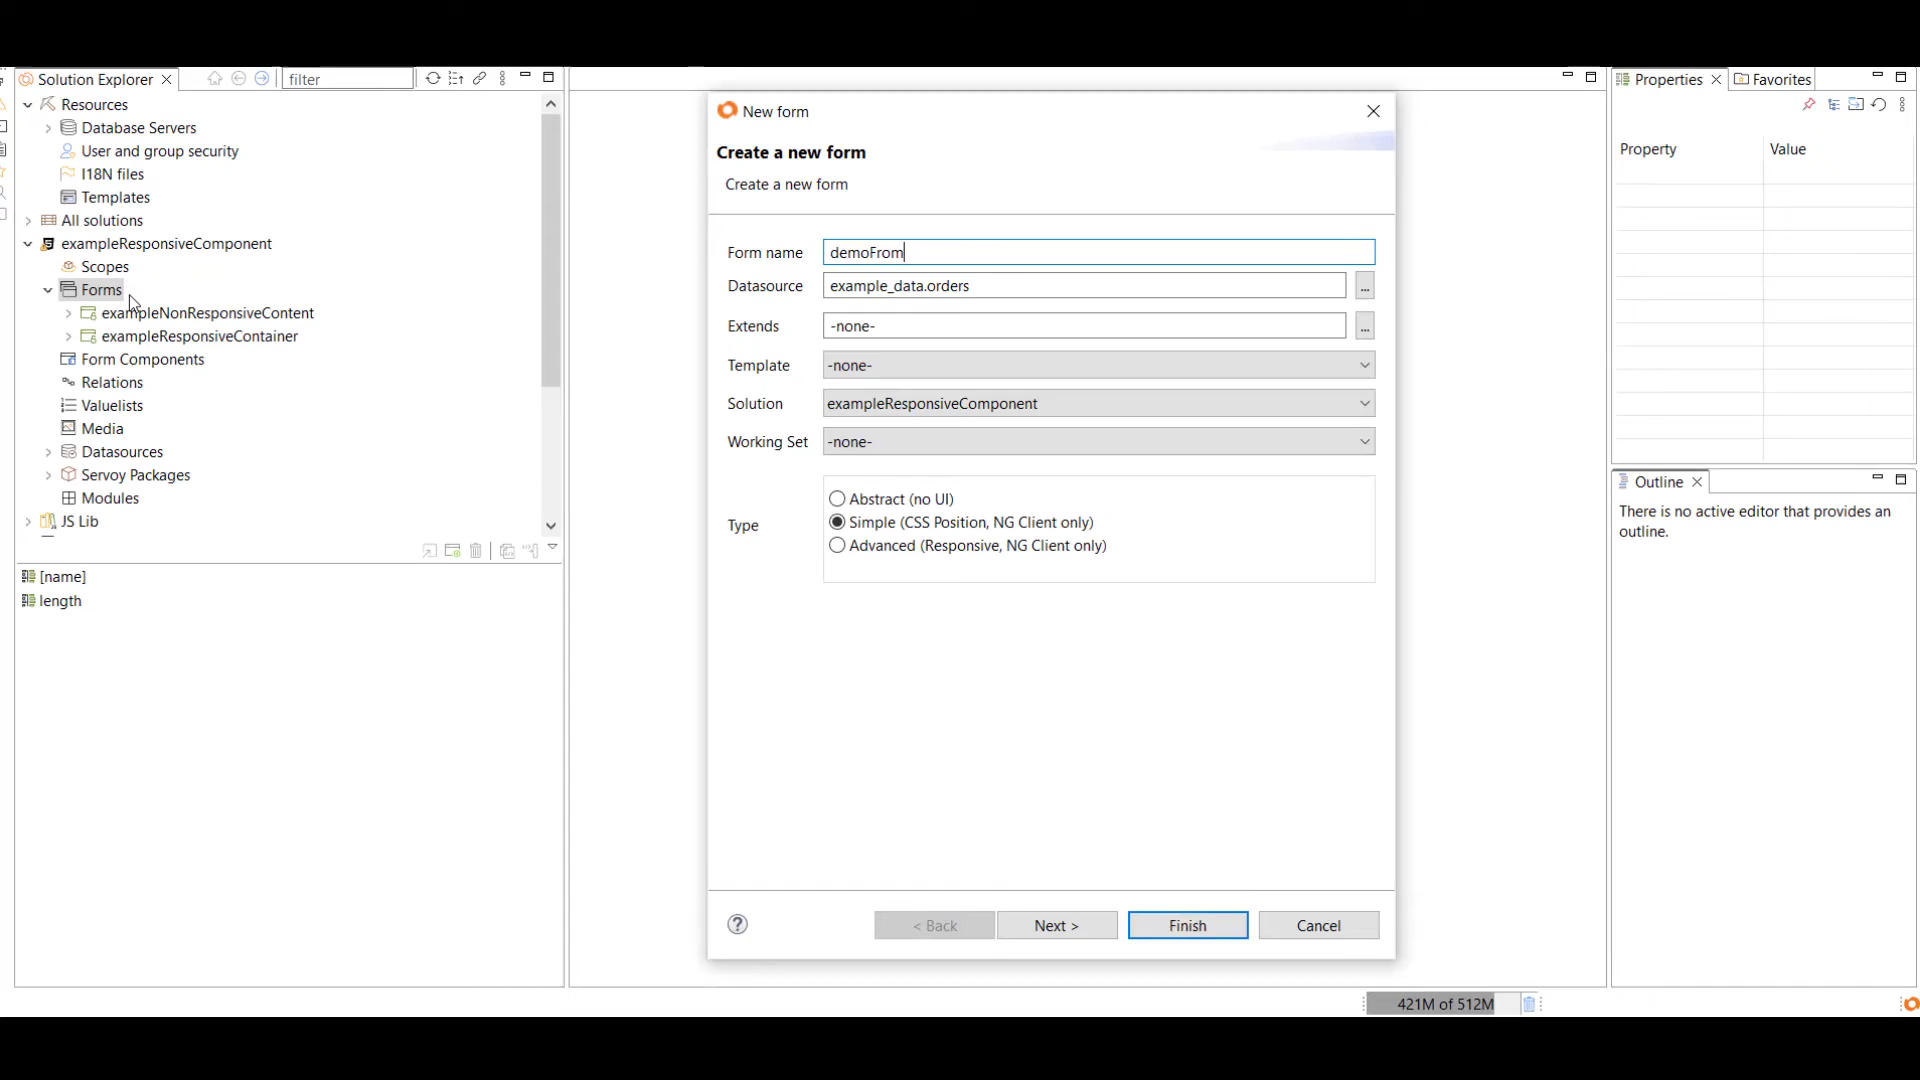 Solution Explorer
filter
Resources
Database Servers
User and group security
I18N files
Templates
All solutions
exampleResponsiveComponent
Scopes
Forms
exampleNonResponsiveContent
exampleResponsiveContainer
Form Components
Relations
Valuelists
Media
Datasources
Servoy Packages
Modules
JS Lib
[name]
length
New form
Create a new form
Create a new form
Form name demoFrom
Datasource example_data.orders ...
Extends -none- ...
Template -none-
Solution exampleResponsiveComponent
Working Set -none-
Type
Abstract (no UI)
Simple (CSS Position, NG Client only)
Advanced (Responsive, NG Client only)
? < Back Next > Finish Cancel
Properties Favorites
Property Value
Outline
There is no active editor that provides an
outline.
421M of 512M